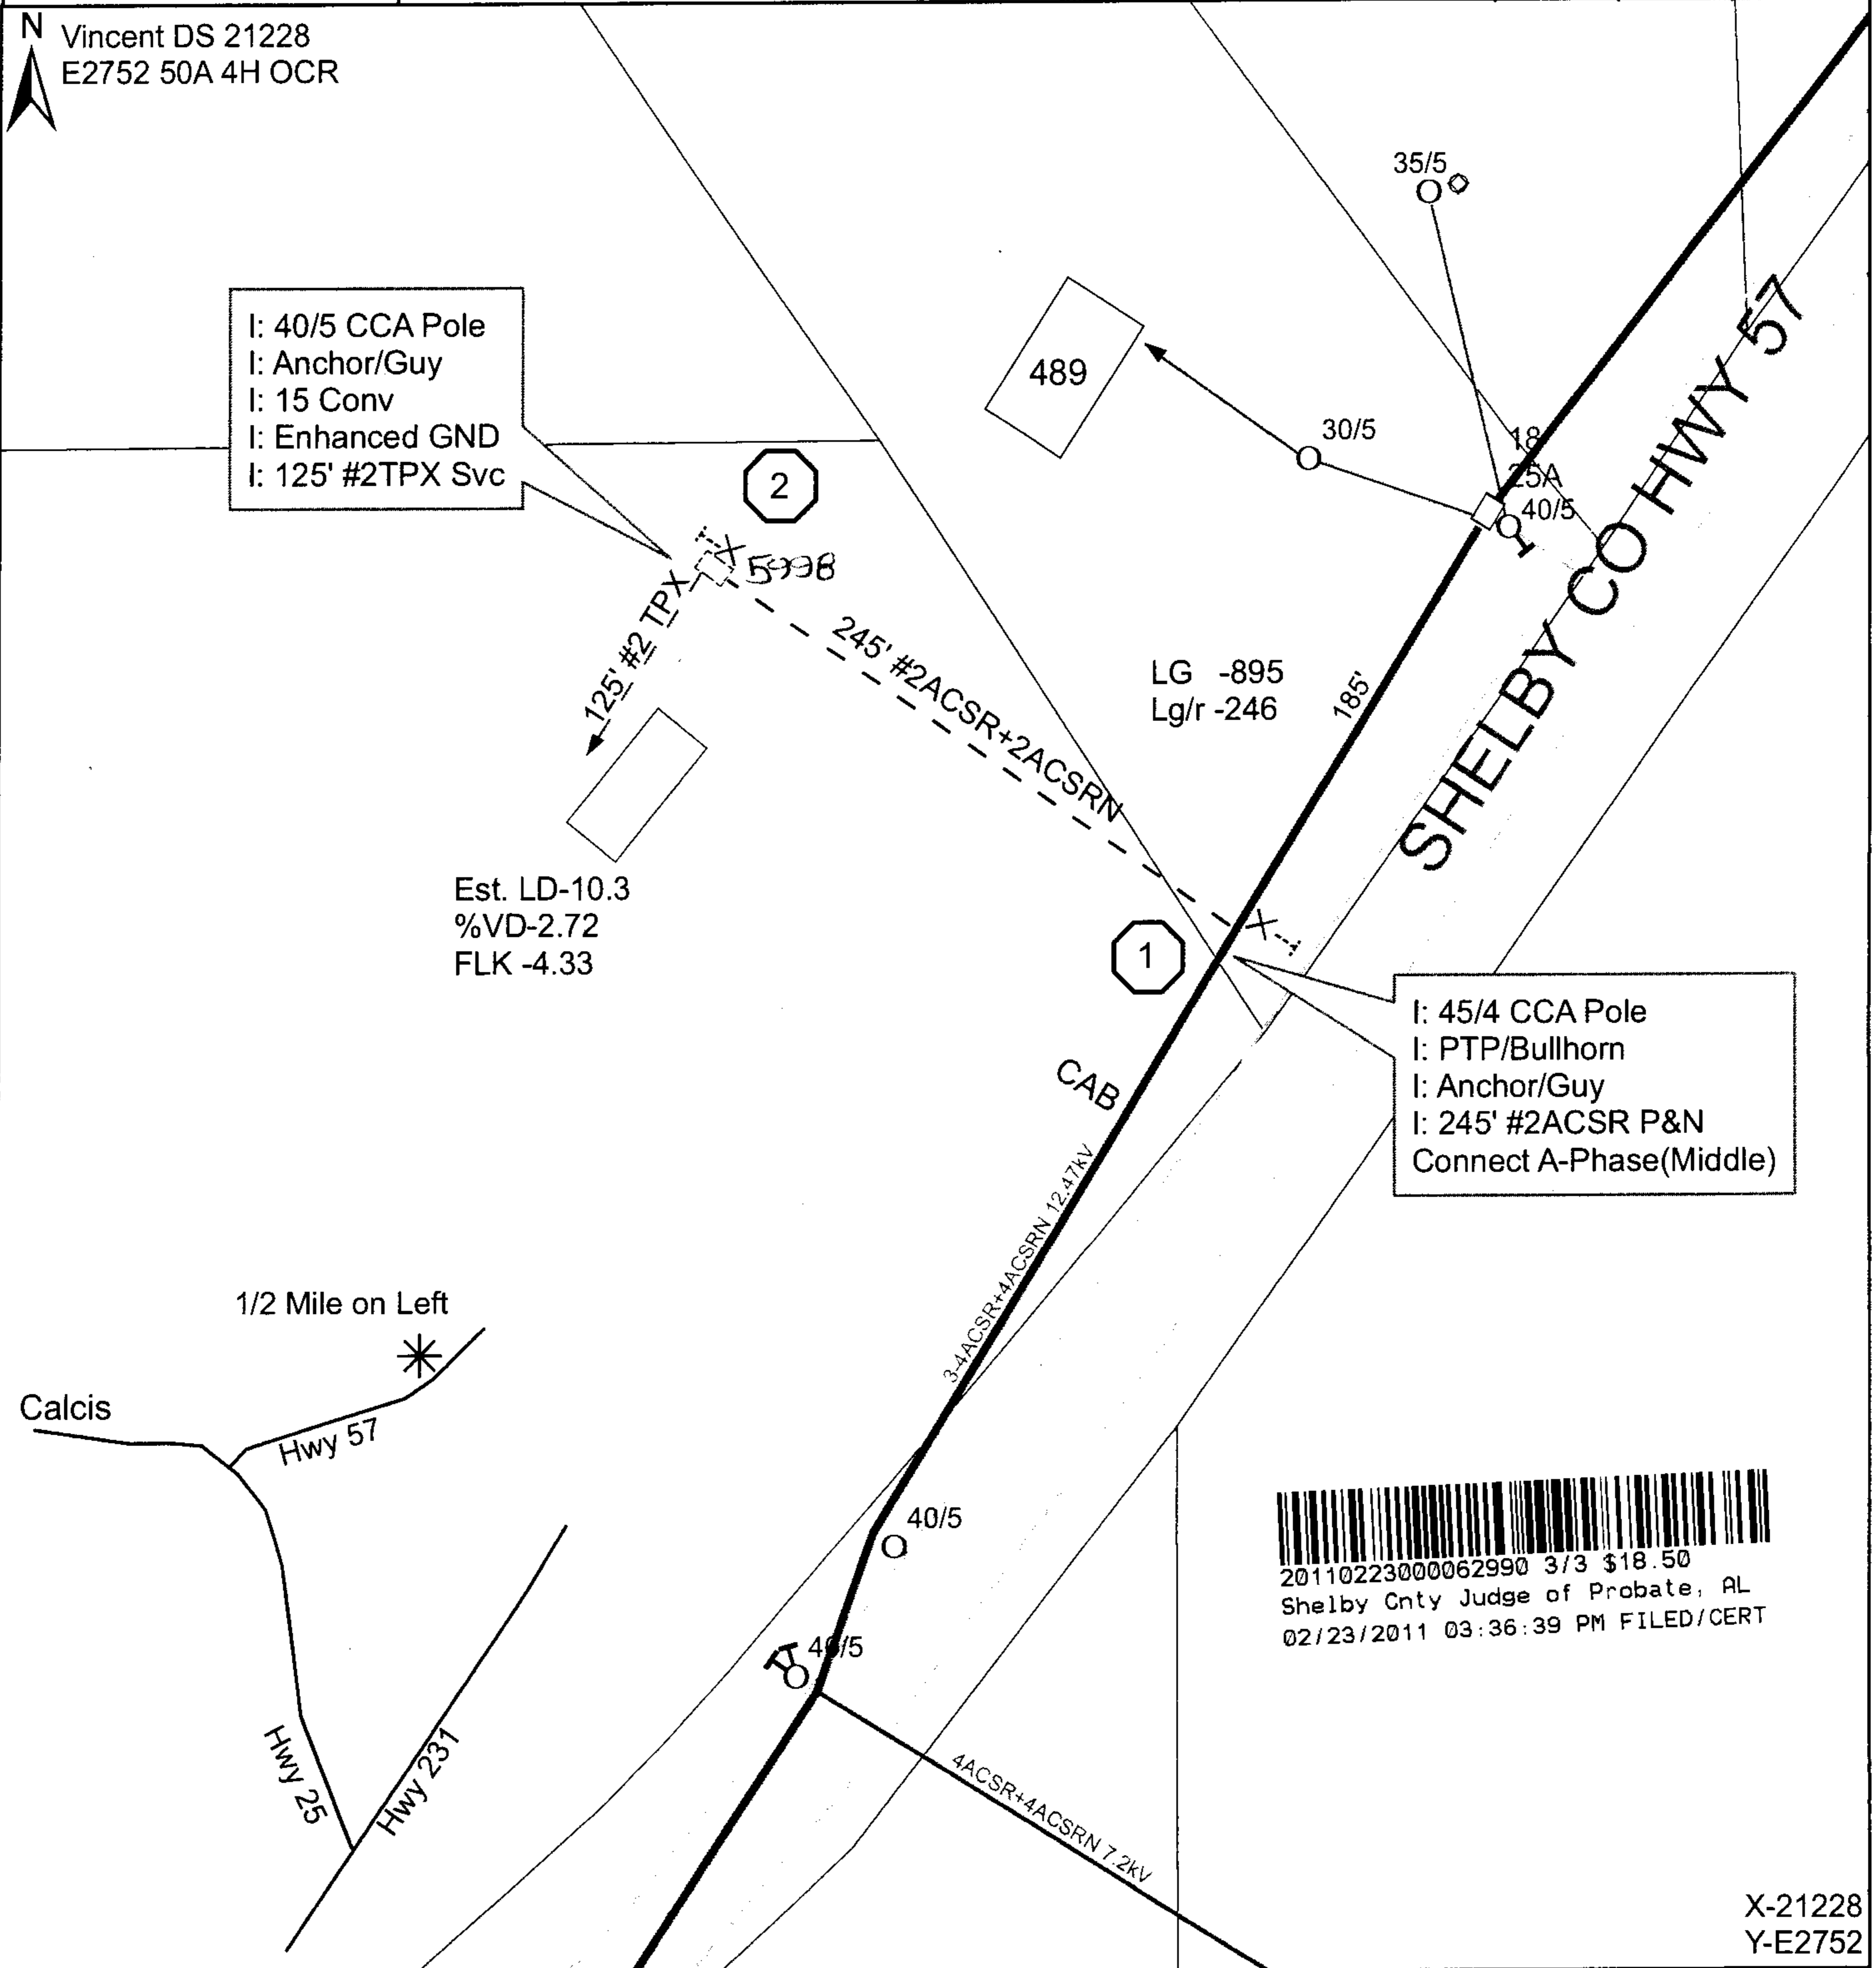 N
Vincent DS 21228
E2752 50A 4H OCR
35/5
I: 40/5 CCA Pole
I: Anchor/Guy
I: 15 Conv
I: Enhanced GND
I: 125' #2TPX Svc
489
30/5
18
25A
40/5
SHELBY CO HWY 57
2
5998
125' #2 TPX
245' #2ACSR+2ACSRN
LG -895
Lg/r -246
185'
Est. LD-10.3
%VD-2.72
FLK -4.33
1
I: 45/4 CCA Pole
I: PTP/Bullhorn
I: Anchor/Guy
I: 245' #2ACSR P&N
Connect A-Phase(Middle)
CAB
3-4ACSR+4ACSRN 12.47kV
1/2 Mile on Left
Calcis
Hwy 57
Hwy 25
Hwy 231
40/5
40/5
4ACSR+4ACSRN 7.2kV
20110223000062990 3/3 $18.50
Shelby Cnty Judge of Probate, AL
02/23/2011 03:36:39 PM FILED/CERT
X-21228
Y-E2752